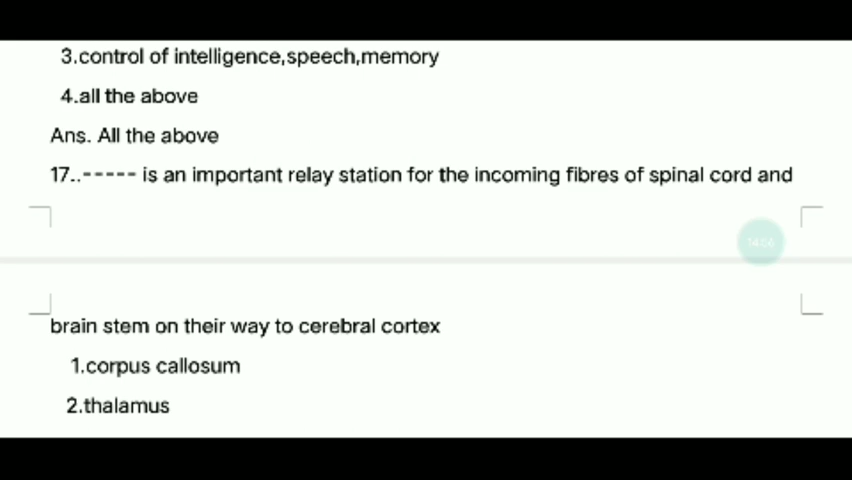 3.control of intelligence,speech,memory
4.all the above
Ans. All the above
17..----- is an important relay station for the incoming fibres of spinal cord and
14:56
brain stem on their way to cerebral cortex
1.corpus callosum
2.thalamus